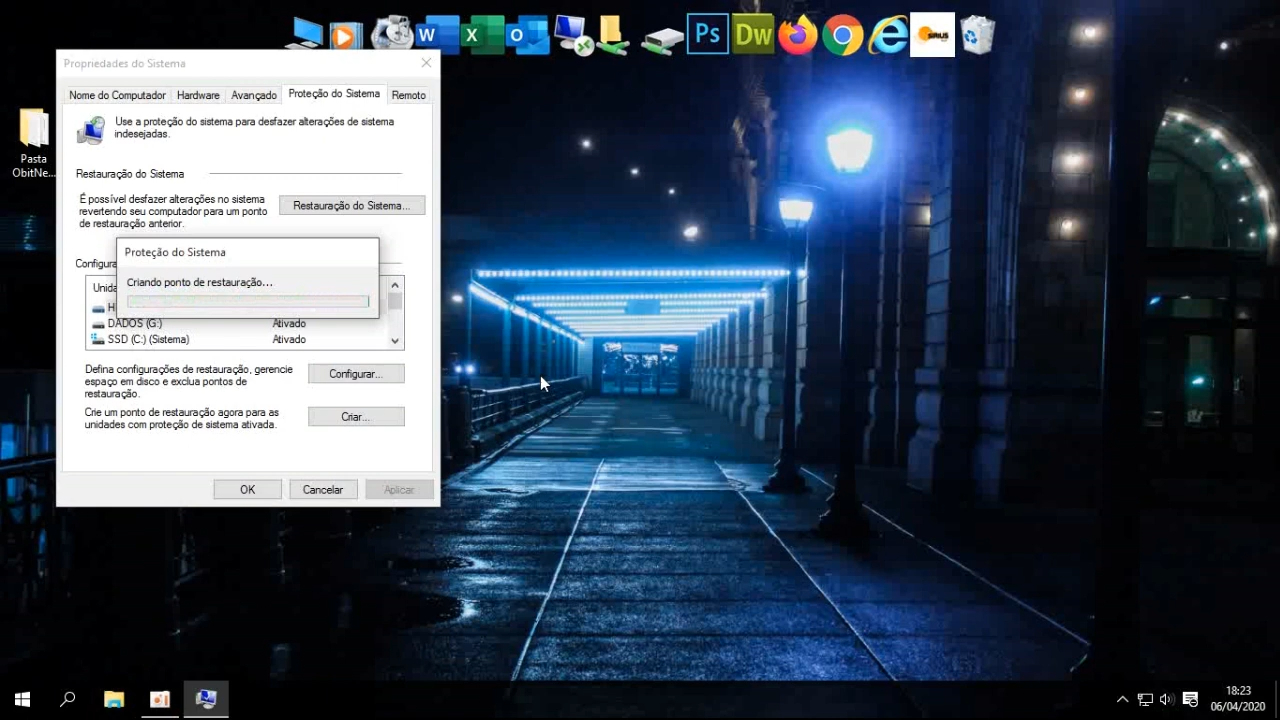 W
X
O
Ps
Dw
SIRIUS
Propriedades do Sistema
Nome do Computador
Hardware
Avançado
Proteção do Sistema
Remoto
Use a proteção do sistema para desfazer alterações de sistema
indesejadas.
Pasta
ObitNe...
Restauração do Sistema
É possível desfazer alterações no sistema
revertendo seu computador para um ponto
de restauração anterior.
Restauração do Sistema...
Proteção do Sistema
Criando ponto de restauração...
DADOS (G:)
Ativado
SSD (C:) (Sistema)
Ativado
Defina configurações de restauração, gerencie
espaço em disco e exclua pontos de
restauração.
Configurar...
Crie um ponto de restauração agora para as
unidades com proteção de sistema ativada.
Criar...
OK
Cancelar
Aplicar
18:23
06/04/2020